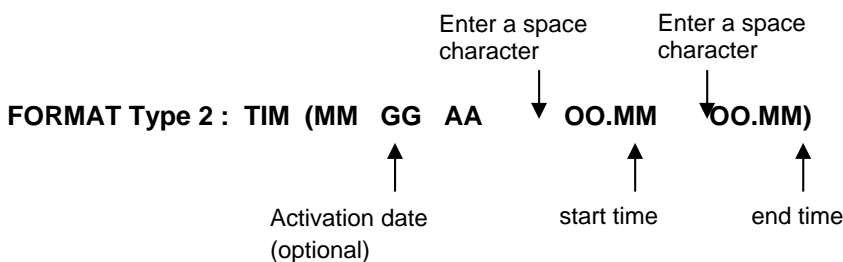 Enter a space character
Enter a space character
FORMAT Type 2 : TIM (MM GG AA OO.MM OO.MM)
Activation date (optional)
start time
end time